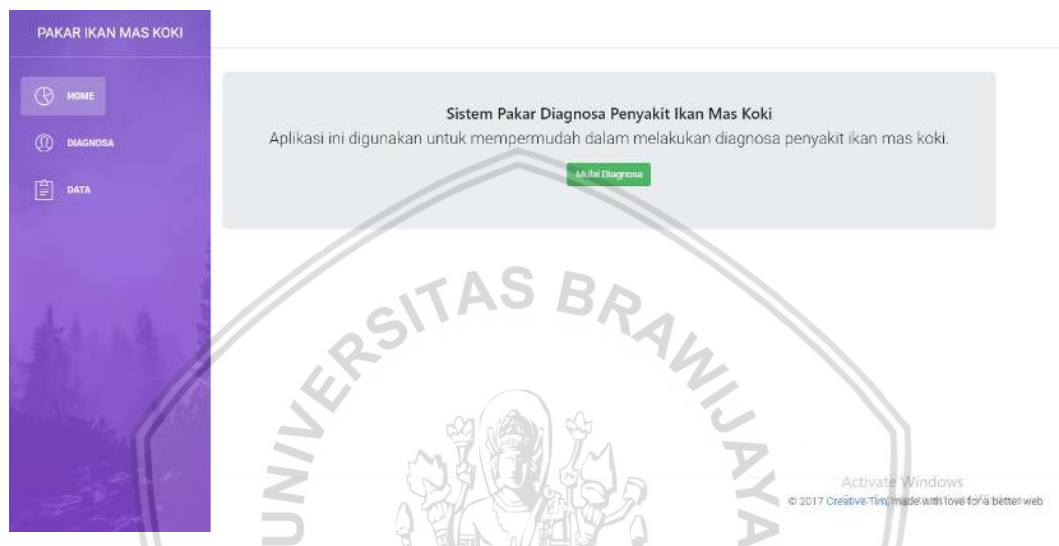 PAKAR IKAN MAS KOKI
HOME
DIAGNOSA
DATA
Sistem Pakar Diagnosa Penyakit Ikan Mas Koki
Aplikasi ini digunakan untuk mempermudah dalam melakukan diagnosa penyakit ikan mas koki.
Mulai Diagnosa
UNIVERSITAS BRAWIJAYA
Activate Windows
© 2017 Creative Tim, made with love for a better web